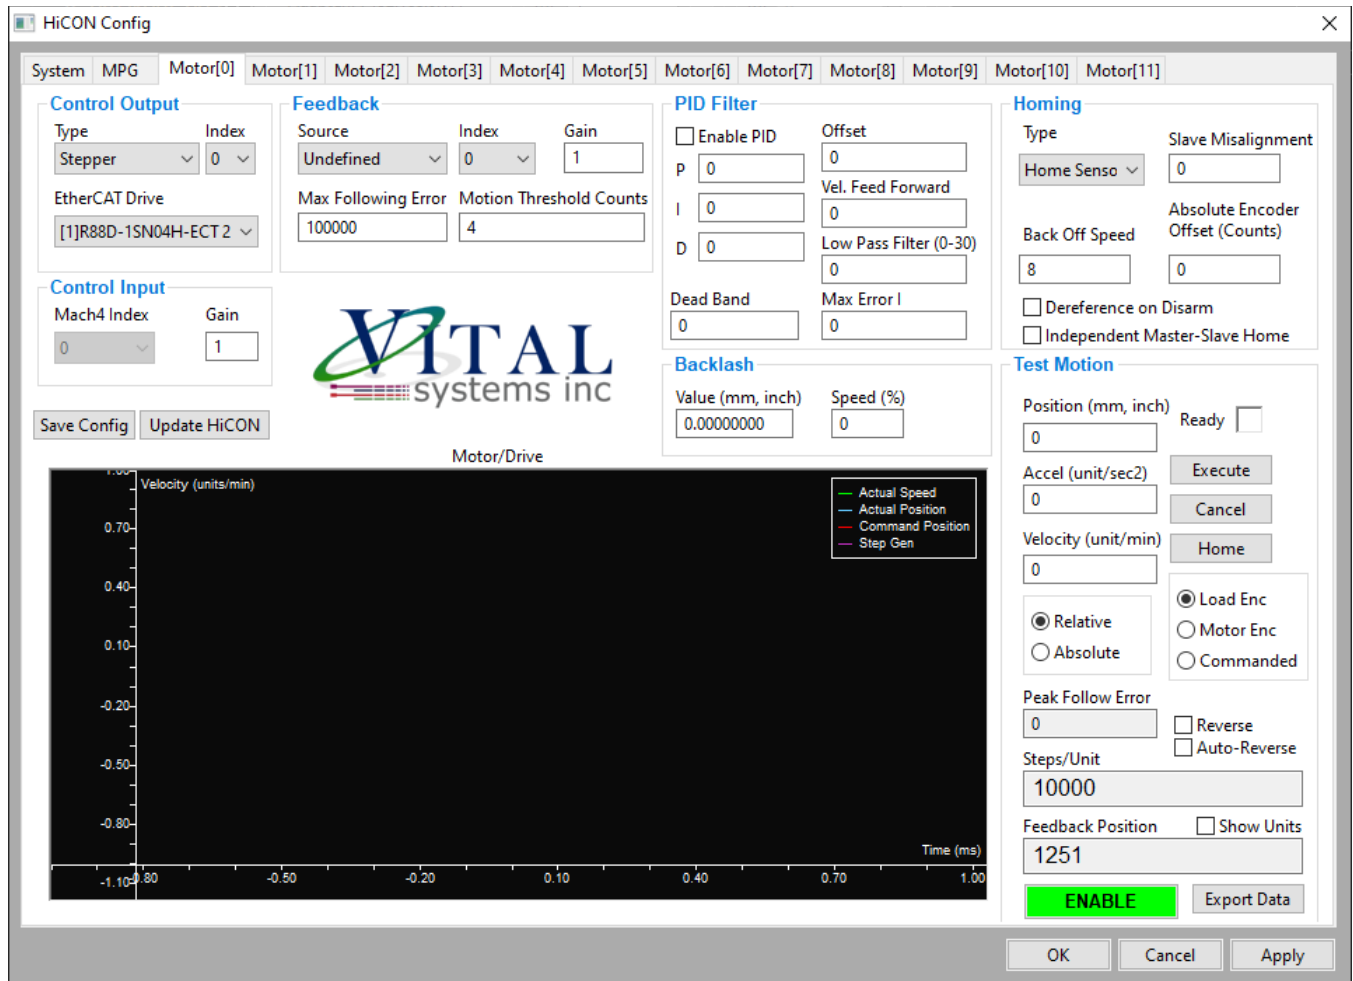 HiCON Config
System MPG Motor[0] Motor[1] Motor[2] Motor[3] Motor[4] Motor[5] Motor[6] Motor[7] Motor[8] Motor[9] Motor[10] Motor[11]
Control Output
Type Index
Stepper 0
EtherCAT Drive
[1]R88D-1SN04H-ECT 2
Control Input
Mach4 Index Gain
0 1
Save Config Update HiCON
Feedback
Source Index Gain
Undefined 0 1
Max Following Error Motion Threshold Counts
100000 4
VITAL
systems inc
PID Filter
Enable PID Offset
P 0 0
Vel. Feed Forward
I 0 0
Low Pass Filter (0-30)
D 0 0
Dead Band Max Error I
0 0
Backlash
Value (mm, inch) Speed (%)
0.00000000 0
Homing
Type Slave Misalignment
Home Senso 0
Back Off Speed Absolute Encoder
Offset (Counts)
8 0
Dereference on Disarm
Independent Master-Slave Home
Motor/Drive
1.00
Velocity (units/min)
0.70
0.40
0.10
-0.20
-0.50
-0.80
-1.10
Actual Speed
Actual Position
Command Position
Step Gen
Time (ms)
0.80 -0.50 -0.20 0.10 0.40 0.70 1.00
Test Motion
Position (mm, inch) Ready
0
Accel (unit/sec2) Execute
0 Cancel
Velocity (unit/min) Home
0
Relative
Absolute
Load Enc
Motor Enc
Commanded
Peak Follow Error
0 Reverse
Auto-Reverse
Steps/Unit
10000
Feedback Position Show Units
1251
ENABLE Export Data
OK Cancel Apply